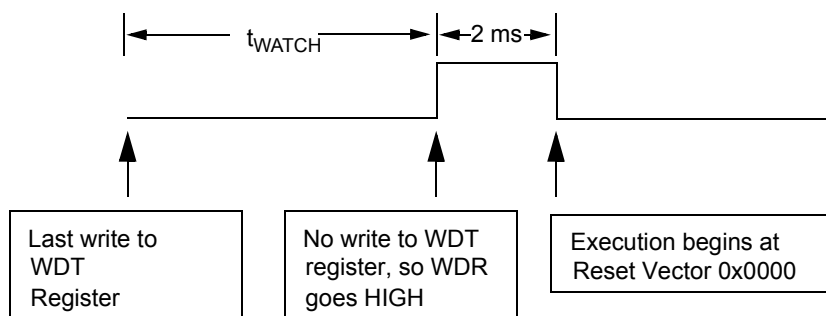 tWATCH
2 ms
Last write to
WDT
Register
No write to WDT
register, so WDR
goes HIGH
Execution begins at
Reset Vector 0x0000